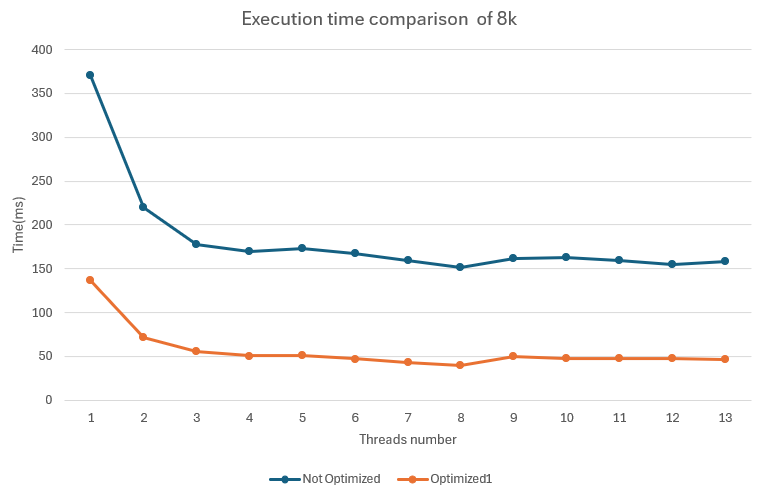 Execution time comparison of 8k
400
350
300
250
200
150
100
50
0
Time(ms)
1 2 3 4 5 6 7 8 9 10 11 12 13
Threads number
Not Optimized Optimized1